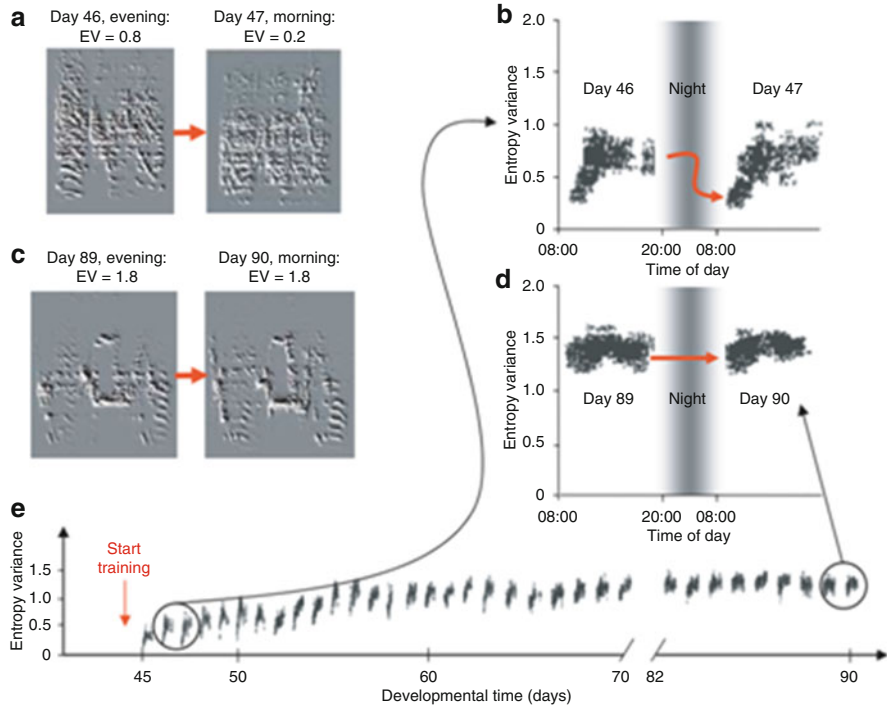 a
Day 46, evening:
EV = 0.8
Day 47, morning:
EV = 0.2
b
Entropy variance
2.0
1.5
1.0
0.5
0
Day 46
Night
Day 47
08:00
20:00
08:00
Time of day
c
Day 89, evening:
EV = 1.8
Day 90, morning:
EV = 1.8
d
Entropy variance
2.0
1.5
1.0
0.5
0
Day 89
Night
Day 90
08:00
20:00
08:00
Time of day
e
Entropy variance
Start
training
1.5
1.0
0.5
0
45
50
60
70
82
90
Developmental time (days)